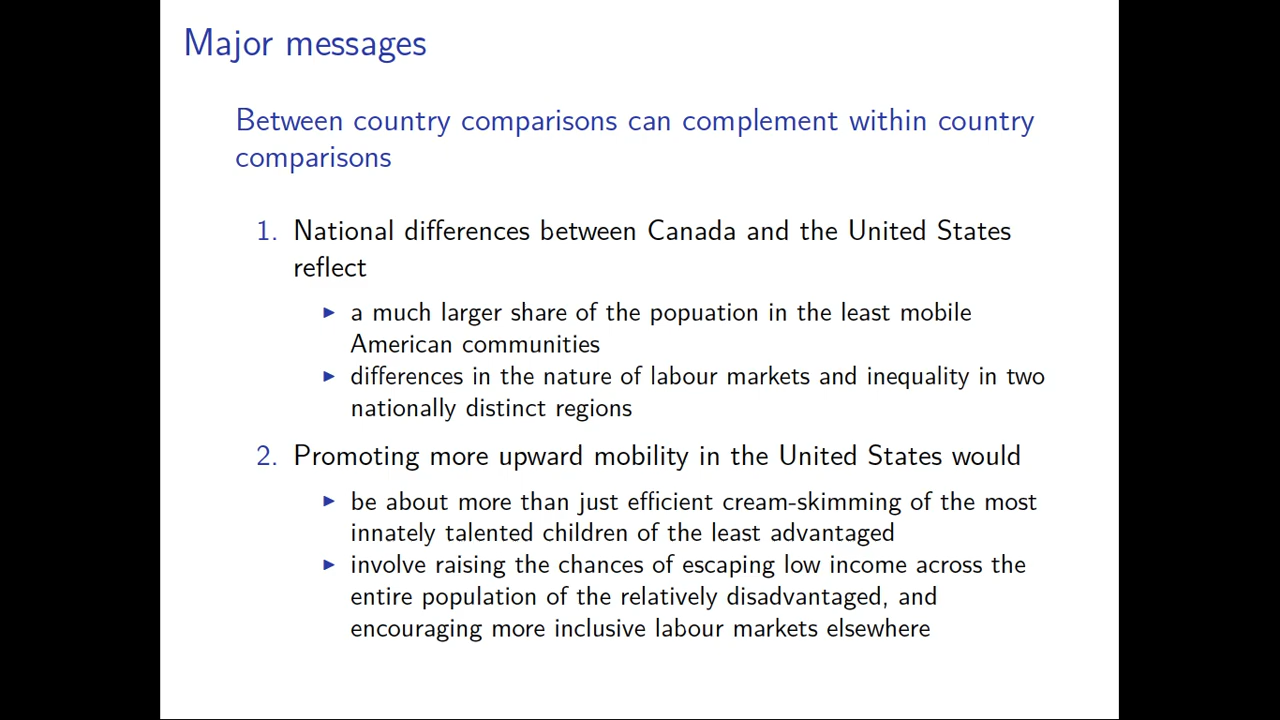 Major messages
Between country comparisons can complement within country
comparisons
1. National differences between Canada and the United States
reflect
▶ a much larger share of the popuation in the least mobile
American communities
▶ differences in the nature of labour markets and inequality in two
nationally distinct regions
2. Promoting more upward mobility in the United States would
▶ be about more than just efficient cream-skimming of the most
innately talented children of the least advantaged
▶ involve raising the chances of escaping low income across the
entire population of the relatively disadvantaged, and
encouraging more inclusive labour markets elsewhere